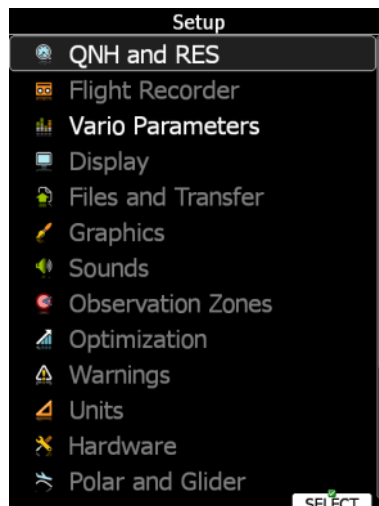 Setup
QNH and RES
Flight Recorder
Vario Parameters
Display
Files and Transfer
Graphics
Sounds
Observation Zones
Optimization
Warnings
Units
Hardware
Polar and Glider
SELECT